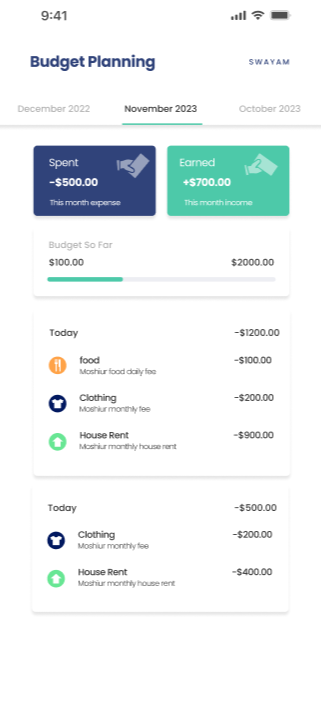 9:41
Budget Planning
SWAYAM
December 2022
November 2023
October 2023
Spent
-$500.00
This month expense
Earned
+$700.00
This month income
Budget So Far
$100.00
$2000.00
Today
-$1200.00
food
-$100.00
Moshiur food daily fee
Clothing
-$200.00
Moshiur monthly fee
House Rent
-$900.00
Moshiur monthly house rent
Today
-$500.00
Clothing
-$200.00
Moshiur monthly fee
House Rent
-$400.00
Moshiur monthly house rent